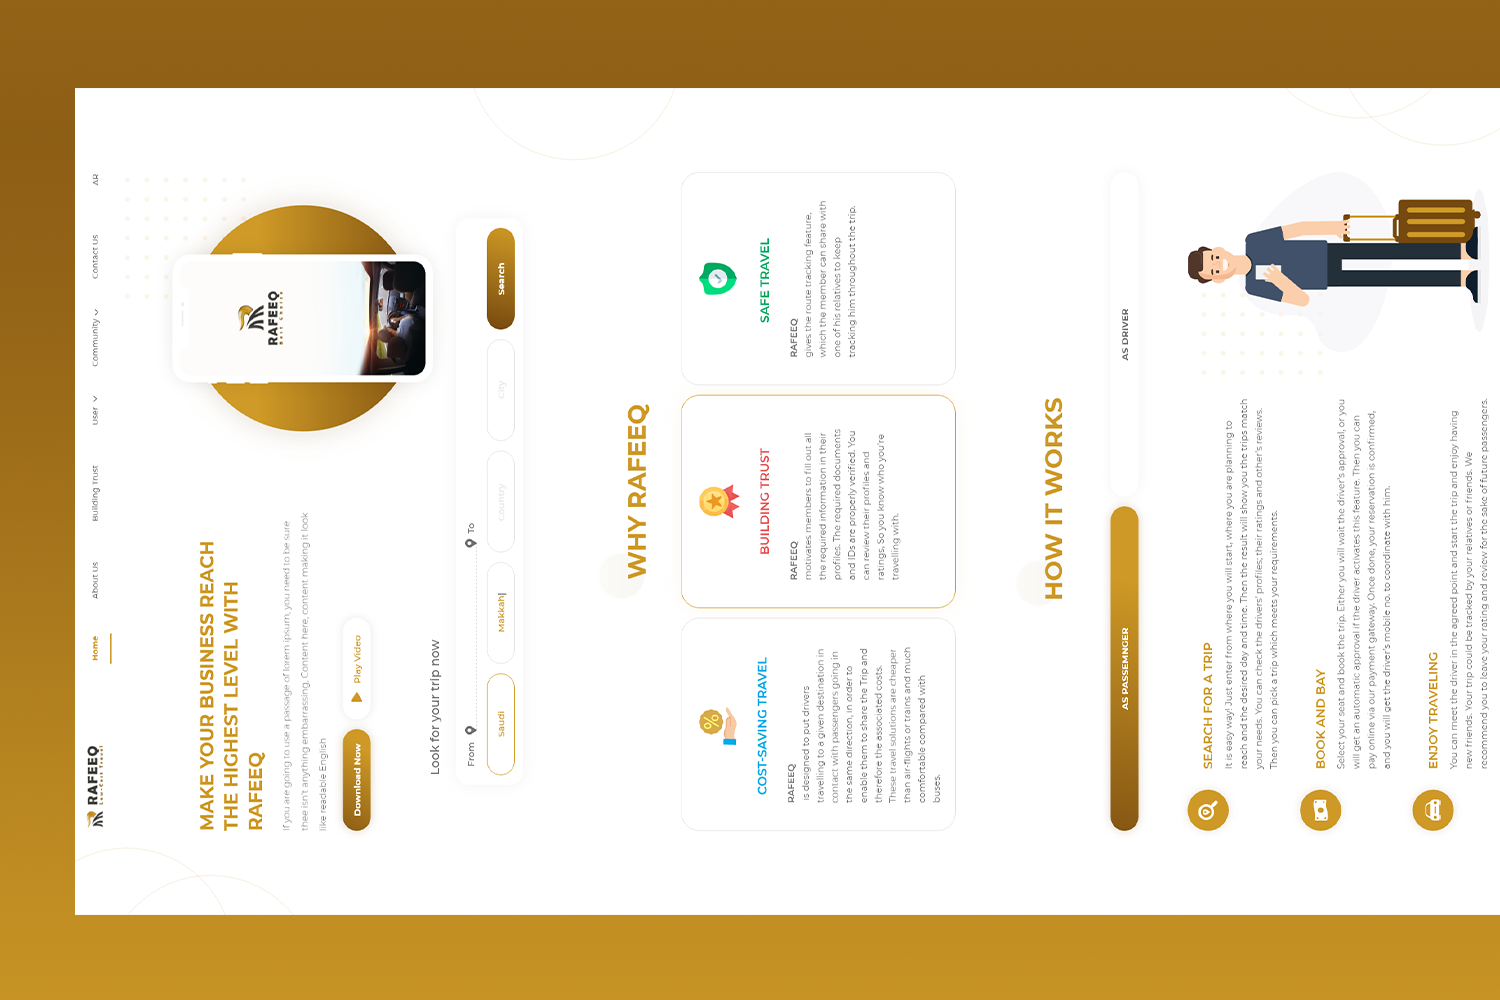 RAFEEQ
Low-Cost Travel
Home
About Us
Building Trust
User
Community
Contact Us
AR
MAKE YOUR BUSINESS REACH
THE HIGHEST LEVEL WITH
RAFEEQ
If you are going to use a passage of lorem ipsum, you need to be sure
thee isn't anything embarrassing, Content here, content making it look
like readable English
Download Now
Play Video
RAFEEQ
Best Choice
Look for your trip now
From
To
Saudi
Makkah
Country
City
Search
WHY RAFEEQ
COST-SAVING TRAVEL
RAFEEQ
is designed to put drivers
travelling to a given destination in
contact with passengers going in
the same direction, in order to
enable them to share the Trip and
therefore the associated costs.
These travel solutions are cheaper
than air-flights or trains and much
comfortable compared with
buses.
BUILDING TRUST
RAFEEQ
motivates members to fill out all
the required information in their
profiles. The required documents
and IDs are properly verified. You
can review their profiles and
ratings. So you know who you're
travelling with.
SAFE TRAVEL
RAFEEQ
gives the route tracking feature,
which the member can share with
one of his relatives to keep
tracking him throughout the trip.
HOW IT WORKS
AS PASSEMNGER
AS DRIVER
SEARCH FOR A TRIP
It is easy way! Just enter from where you will start, where you are planning to
reach and the desired day and time. Then the result will show you the trips match
your needs. You can check the drivers' profiles; their ratings and other's reviews.
Then you can pick a trip which meets your requirements.
BOOK AND BAY
Select your seat and book the trip. Either you will wait the driver's approval, or you
will get an automatic approval if the driver activates this feature. Then you can
pay online via our payment gateway. Once done, your reservation is confirmed,
and you will get the driver's mobile no. to coordinate with him.
ENJOY TRAVELING
You can meet the driver in the agreed point and start the trip and enjoy having
new friends. Your trip could be tracked by your relatives or friends. We
recommend you to leave your rating and review for the sake of future passengers.